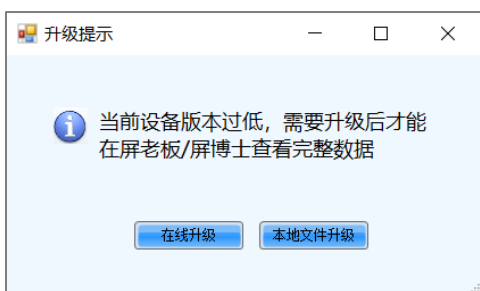 升级提示
当前设备版本过低，需要升级后才能
在屏老板/屏博士查看完整数据
在线升级 本地文件升级